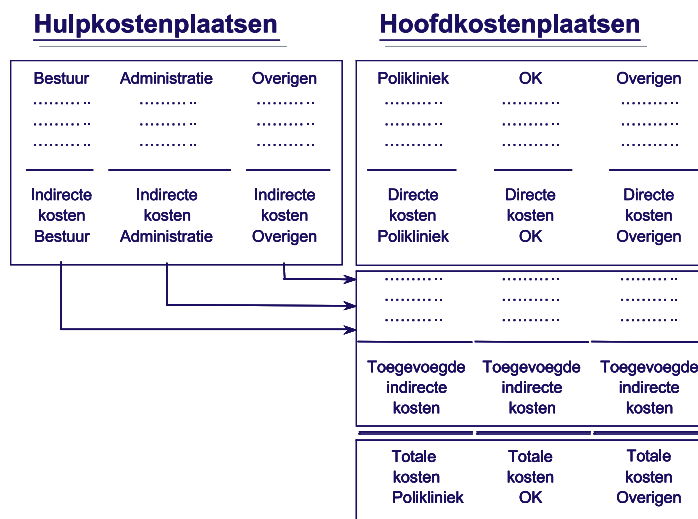 Hulpkostenplaatsen Hoofdkostenplaatsen
Bestuur Administratie Overigen Polikliniek OK Overigen
.......... .. .......... .. .......... .. .......... .. .......... .. .......... ..
.......... .. .......... .. .......... .. .......... .. .......... .. .......... ..
.......... .. .......... .. .......... .. .......... .. .......... .. .......... ..
Indirecte Indirecte Indirecte Directe Directe Directe
kosten kosten kosten kosten kosten kosten
Bestuur Administratie Overigen Polikliniek OK Overigen
.......... .. .......... .. .......... ..
.......... .. .......... .. .......... ..
.......... .. .......... .. .......... ..
Toegevoegde Toegevoegde Toegevoegde
indirecte indirecte indirecte
kosten kosten kosten
Totale Totale Totale
kosten kosten kosten
Polikliniek OK Overigen